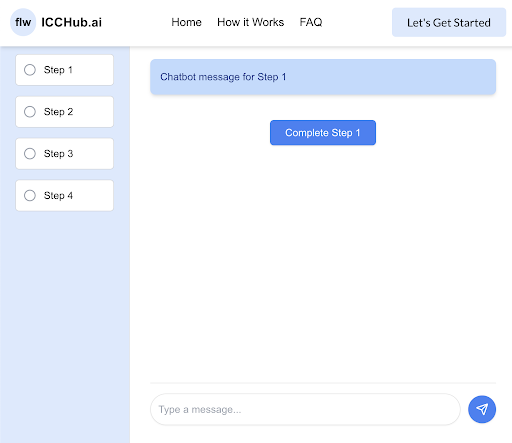 flw ICCHub.ai Home How it Works FAQ Let's Get Started
Step 1
Step 2
Step 3
Step 4
Chatbot message for Step 1
Complete Step 1
Type a message...